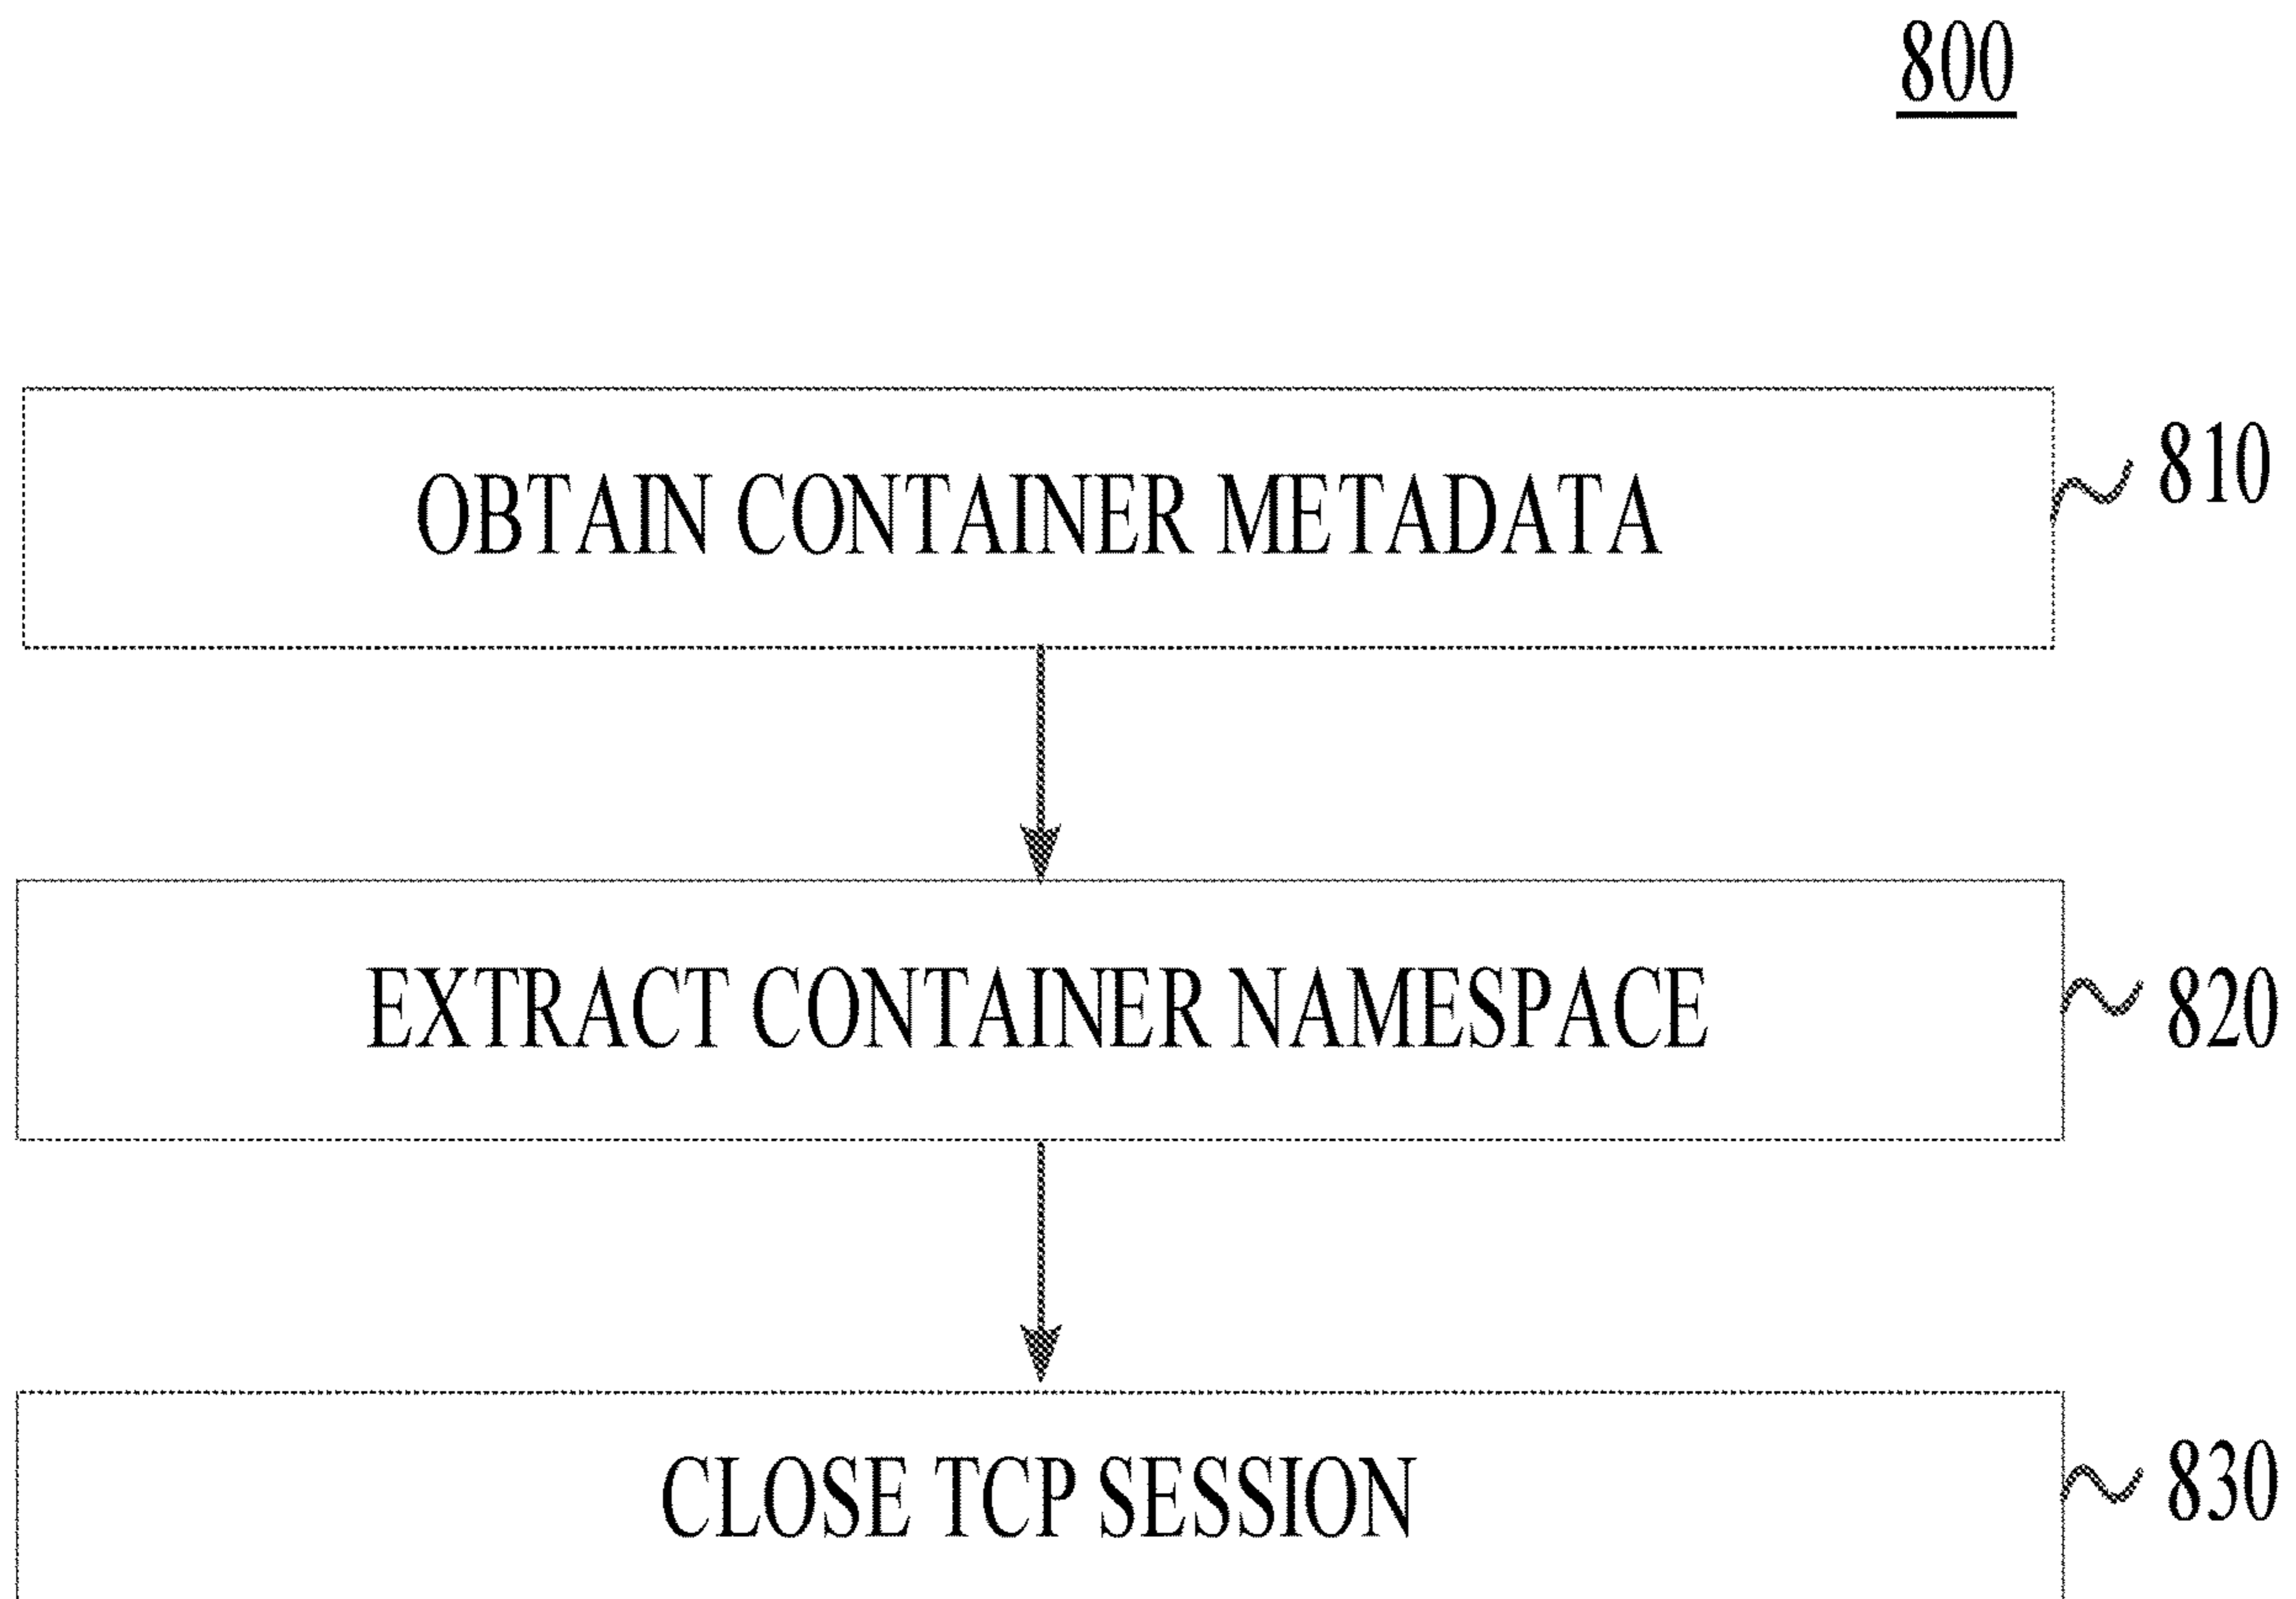 800
OBTAIN CONTAINER METADATA
810
EXTRACT CONTAINER NAMESPACE
820
CLOSE TCP SESSION
830